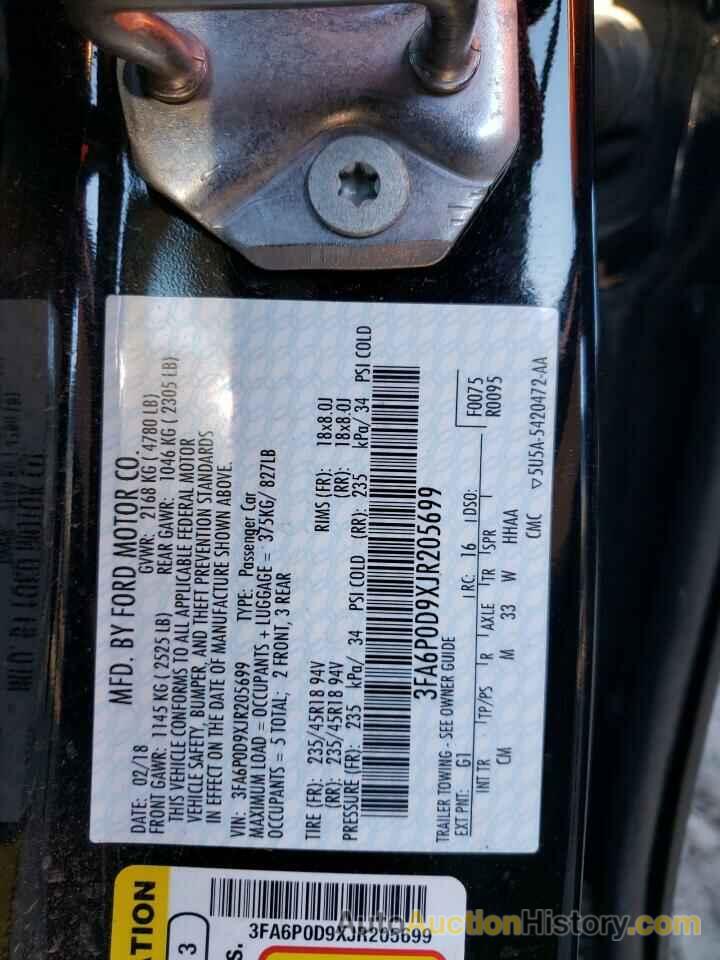 MFD. BY FORD MOTOR CO.
DATE: 02/18 GVWR: 2168 KG ( 4780 LB)
FRONT GAWR: 1145 KG ( 2525 LB) REAR GAWR: 1046 KG ( 2305 LB)
THIS VEHICLE CONFORMS TO ALL APPLICABLE FEDERAL MOTOR
VEHICLE SAFETY, BUMPER, AND THEFT PREVENTION STANDARDS
IN EFFECT ON THE DATE OF MANUFACTURE SHOWN ABOVE.
VIN: 3FA6P0D9XJR205699 TYPE: Passenger Car
MAXIMUM LOAD = OCCUPANTS + LUGGAGE = 375KG/ 827LB
OCCUPANTS = 5 TOTAL; 2 FRONT, 3 REAR
TIRE (FR): 235/45R18 94V RIMS (FR): 18x8.0J
(RR): 235/45R18 94V (RR): 18x8.0J
PRESSURE (FR): 235 kPa/ 34 PSI COLD (RR): 235 kPa/ 34 PSI COLD
3FA6P0D9XJR205699
TRAILER TOWING - SEE OWNER GUIDE F0075
EXT PNT: G1 RC: 16 DSO: R0095
INT TR TP/PS R AXLE TR SPR
CM M 33 W HHAA
CMC ▽5U5A-5420472-AA
ATION
3
S.
3FA6P0D9XJR205699
AutoAuctionHistory.com